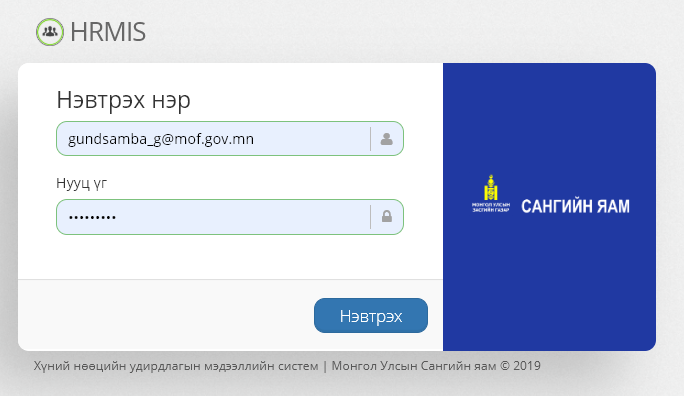 HRMIS
Нэвтрэх нэр
gundsamba_g@mof.gov.mn
Нууц үг
•••••••••
МОНГОЛ УЛСЫН
ЗАСГИЙН ГАЗАР
САНГИЙН ЯАМ
Нэвтрэх
Хүний нөөцийн удирдлагын мэдээллийн систем | Монгол Улсын Сангийн яам © 2019